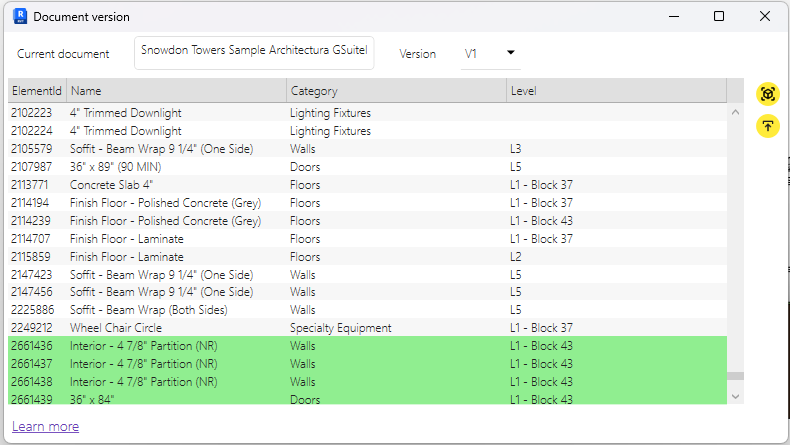 Document version
Current document Snowdon Towers Sample Architectura GSuitel Version V1
ElementId Name Category Level
2102223 4" Trimmed Downlight Lighting Fixtures
2102224 4" Trimmed Downlight Lighting Fixtures
2105579 Soffit - Beam Wrap 9 1/4" (One Side) Walls L3
2107987 36" x 89" (90 MIN) Doors L5
2113771 Concrete Slab 4" Floors L1 - Block 37
2114194 Finish Floor - Polished Concrete (Grey) Floors L1 - Block 37
2114239 Finish Floor - Polished Concrete (Grey) Floors L1 - Block 43
2114707 Finish Floor - Laminate Floors L1 - Block 37
2115859 Finish Floor - Laminate Floors L2
2147423 Soffit - Beam Wrap 9 1/4" (One Side) Walls L5
2147456 Soffit - Beam Wrap 9 1/4" (One Side) Walls L5
2225886 Soffit - Beam Wrap (Both Sides) Walls L5
2249212 Wheel Chair Circle Specialty Equipment L1 - Block 37
2661436 Interior - 4 7/8" Partition (NR) Walls L1 - Block 43
2661437 Interior - 4 7/8" Partition (NR) Walls L1 - Block 43
2661438 Interior - 4 7/8" Partition (NR) Walls L1 - Block 43
2661439 36" x 84" Doors L1 - Block 43
Learn more